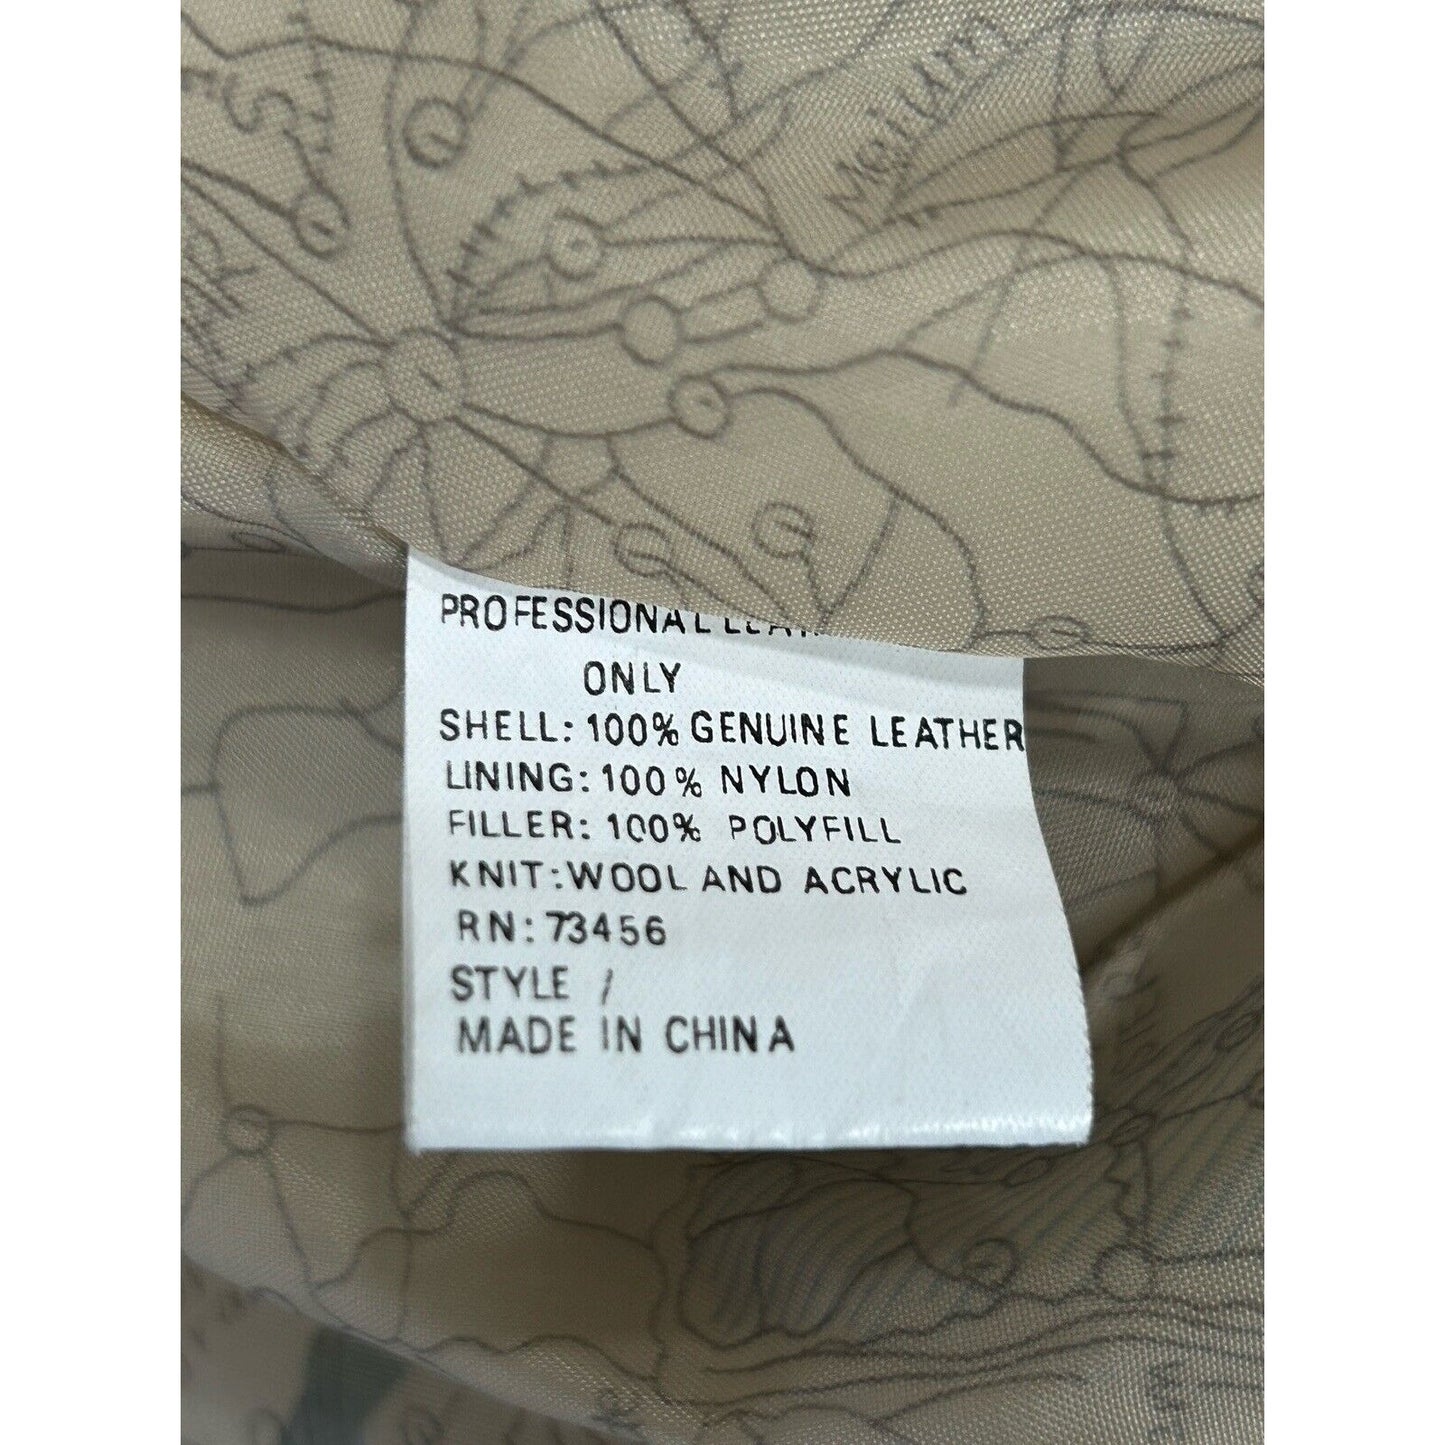 PROFESSIONAL
ONLY
SHELL: 100% GENUINE LEATHER
LINING: 100% NYLON
FILLER: 100% POLYFILL
KNIT: WOOL AND ACRYLIC
RN: 73456
STYLE /
MADE IN CHINA